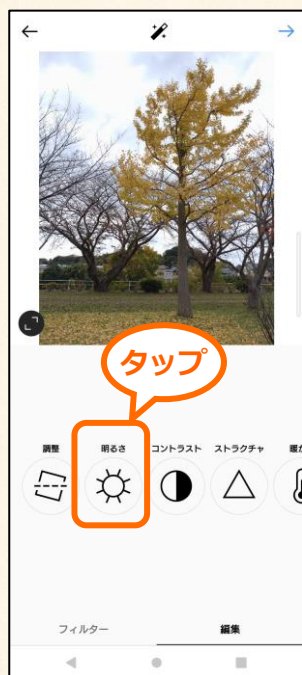 タップ
調整
明るさ
コントラスト
ストラクチャ
暖か
フィルター
編集